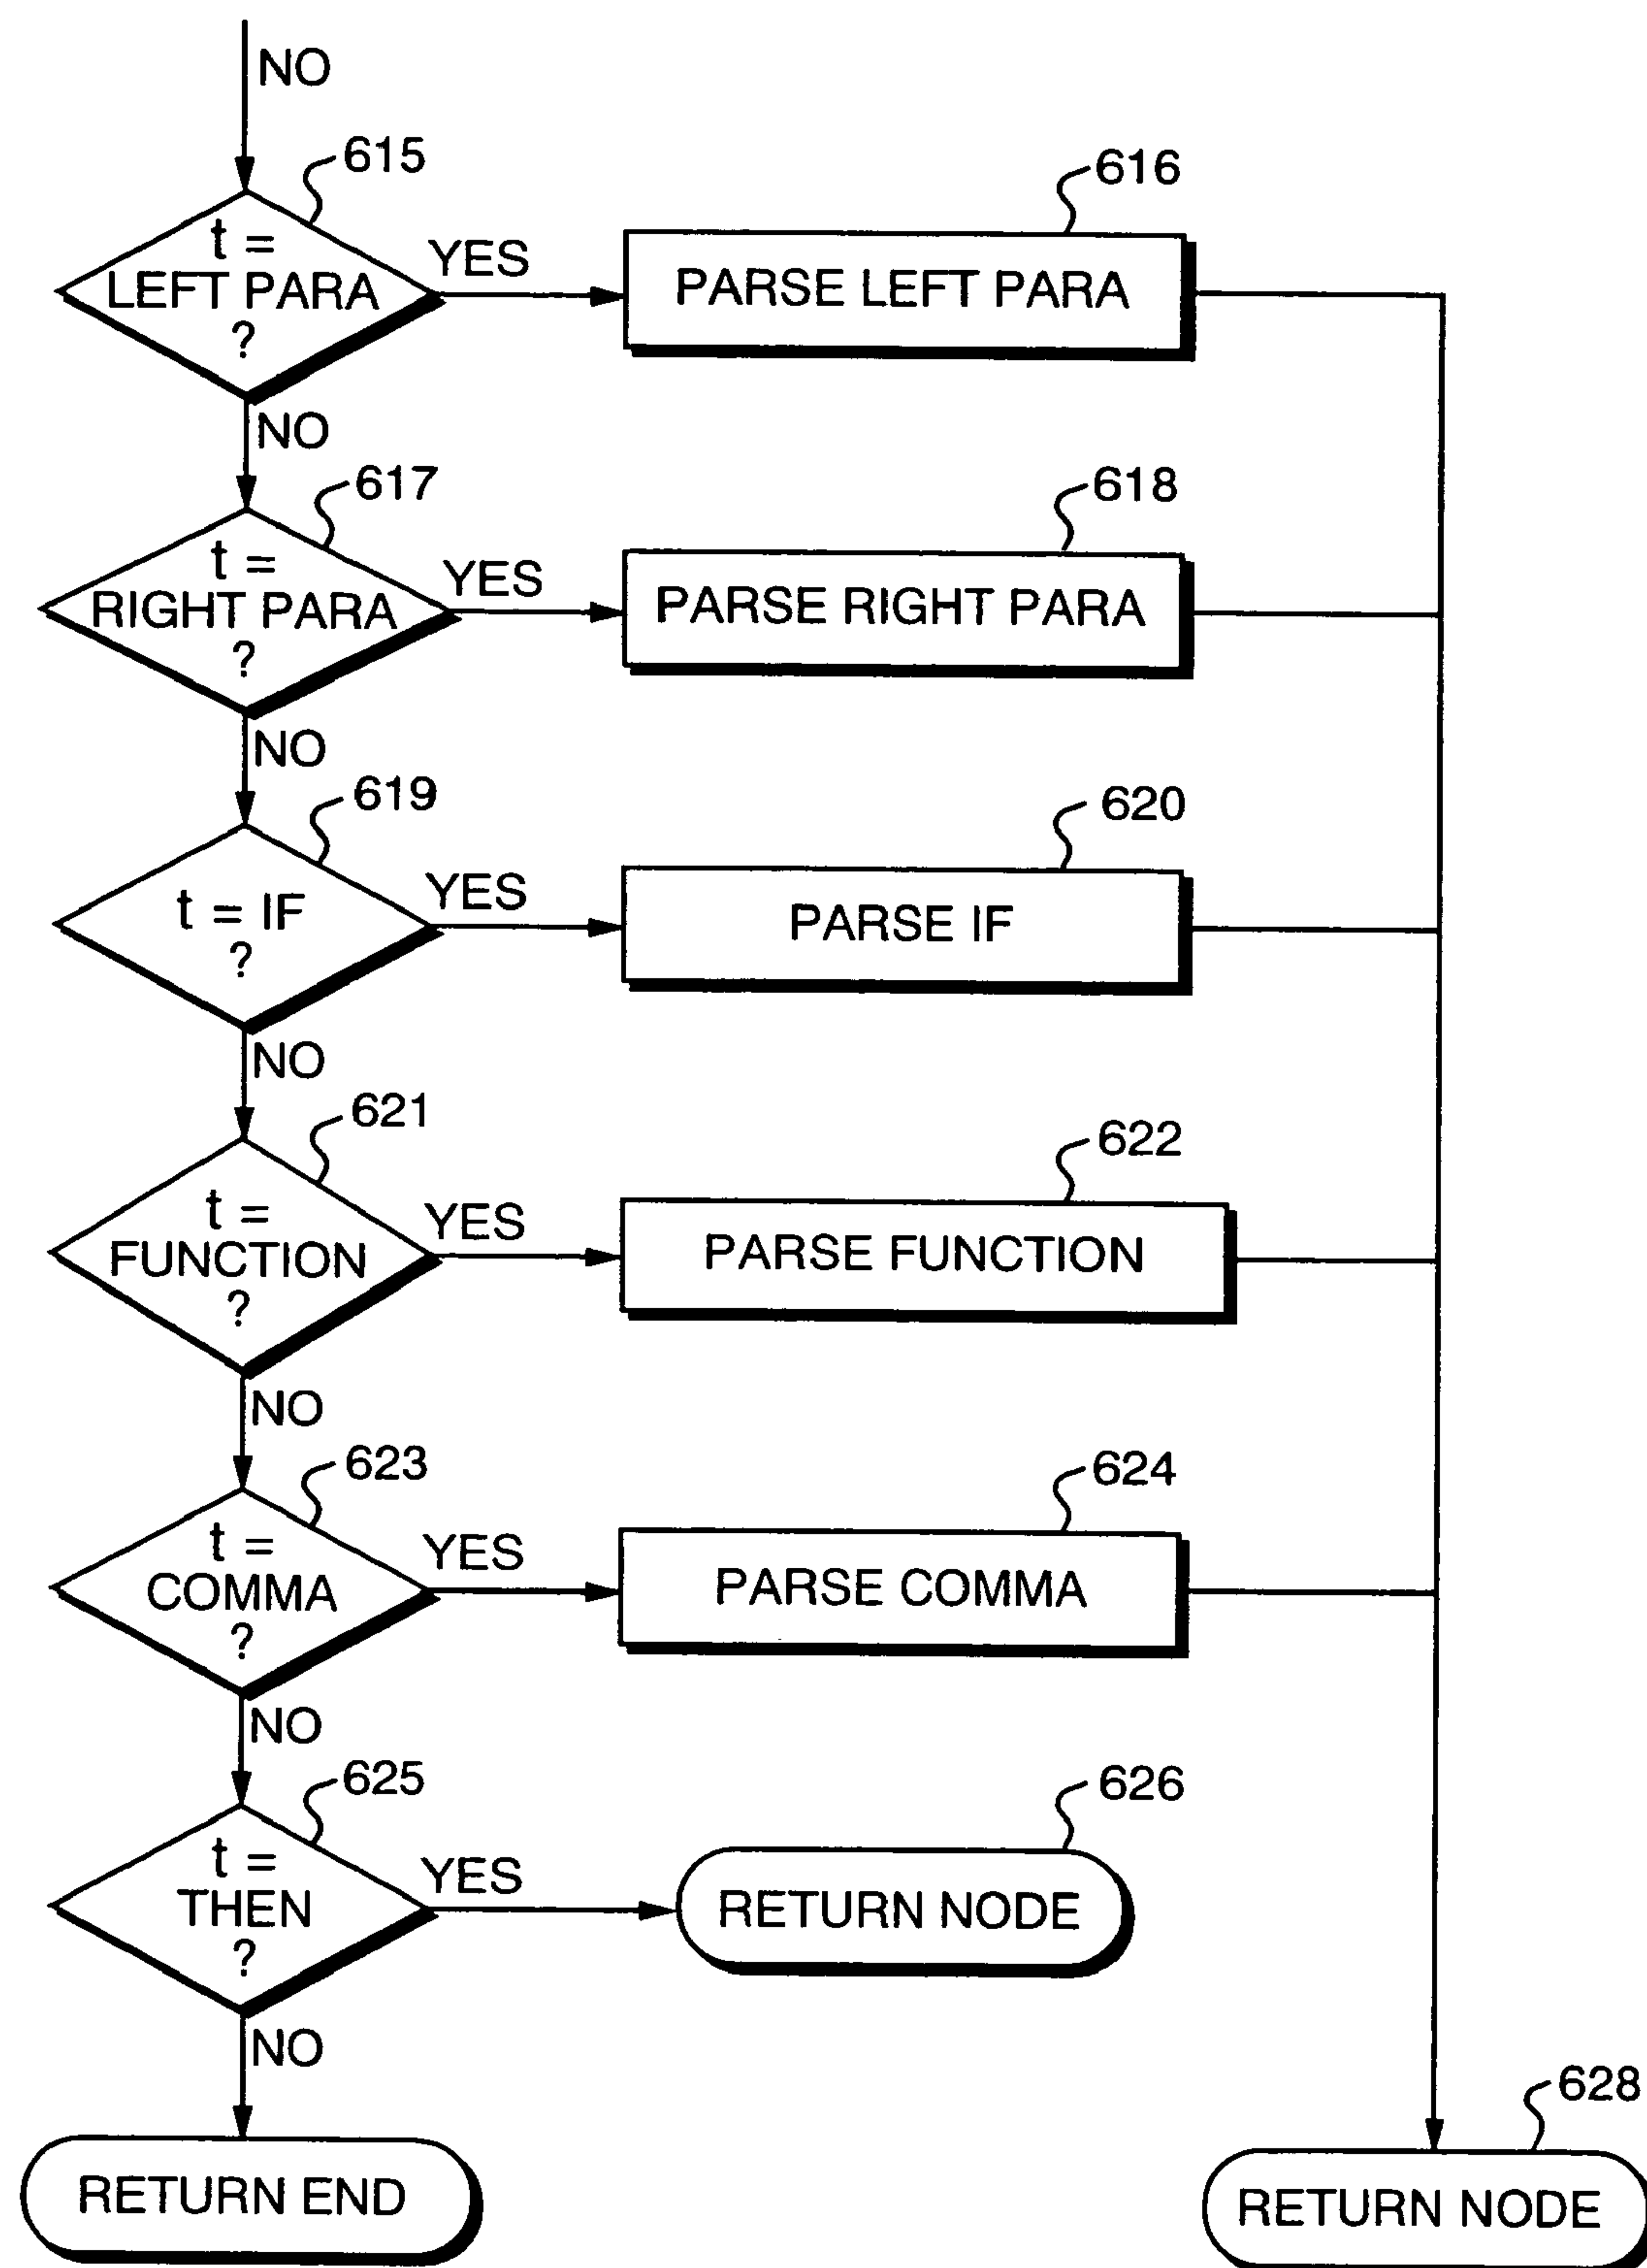 NO
615
616
t =
LEFT PARA
?
YES
PARSE LEFT PARA
NO
617
618
t =
RIGHT PARA
?
YES
PARSE RIGHT PARA
NO
619
620
t = IF
?
YES
PARSE IF
NO
621
622
t =
FUNCTION
?
YES
PARSE FUNCTION
NO
623
624
t =
COMMA
?
YES
PARSE COMMA
NO
625
626
t =
THEN
?
YES
RETURN NODE
NO
628
RETURN END
RETURN NODE